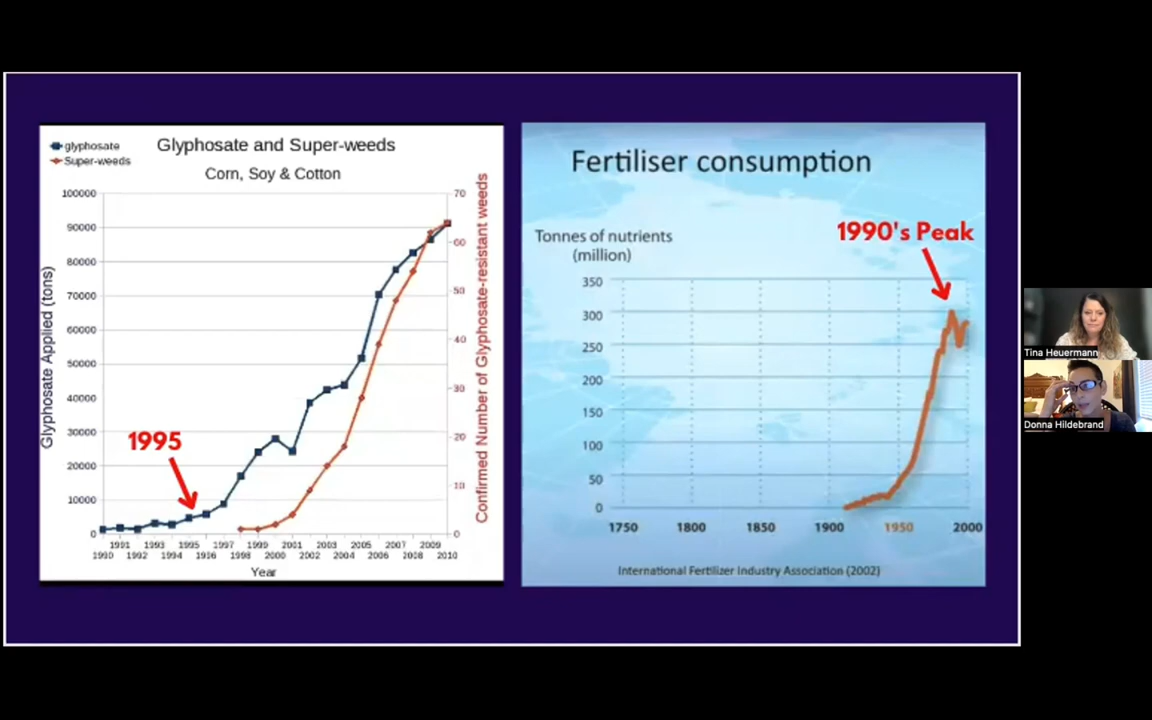 glyphosate
Super-weeds
Glyphosate and Super-weeds
Corn, Soy & Cotton
Glyphosate Applied (tons)
100000
90000
80000
70000
60000
50000
40000
30000
20000
10000
0
70
60
50
40
30
20
10
0
Confirmed Number of Glyphosate-resistant weeds
1995
1991 1993 1995 1997 1999 2001 2003 2005 2007 2009
1990 1992 1994 1916 1998 2000 2002 2004 2006 2008 2010
Year
Fertiliser consumption
1990's Peak
Tonnes of nutrients
(million)
350
300
250
200
150
100
50
0
1750 1800 1850 1900 1950 2000
International Fertilizer Industry Association (2002)
Tina Heuermann
Donna Hildebrand